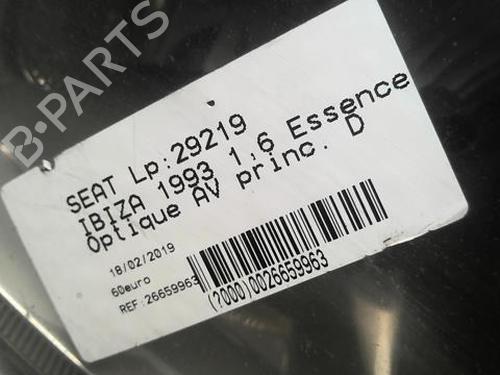 B-PARTS
SEAT Lp:29219
IBIZA 1993 1.6 Essence
Optique AV princ. D
18/02/2019
60euro
REF:26659963
(7000)0026659963